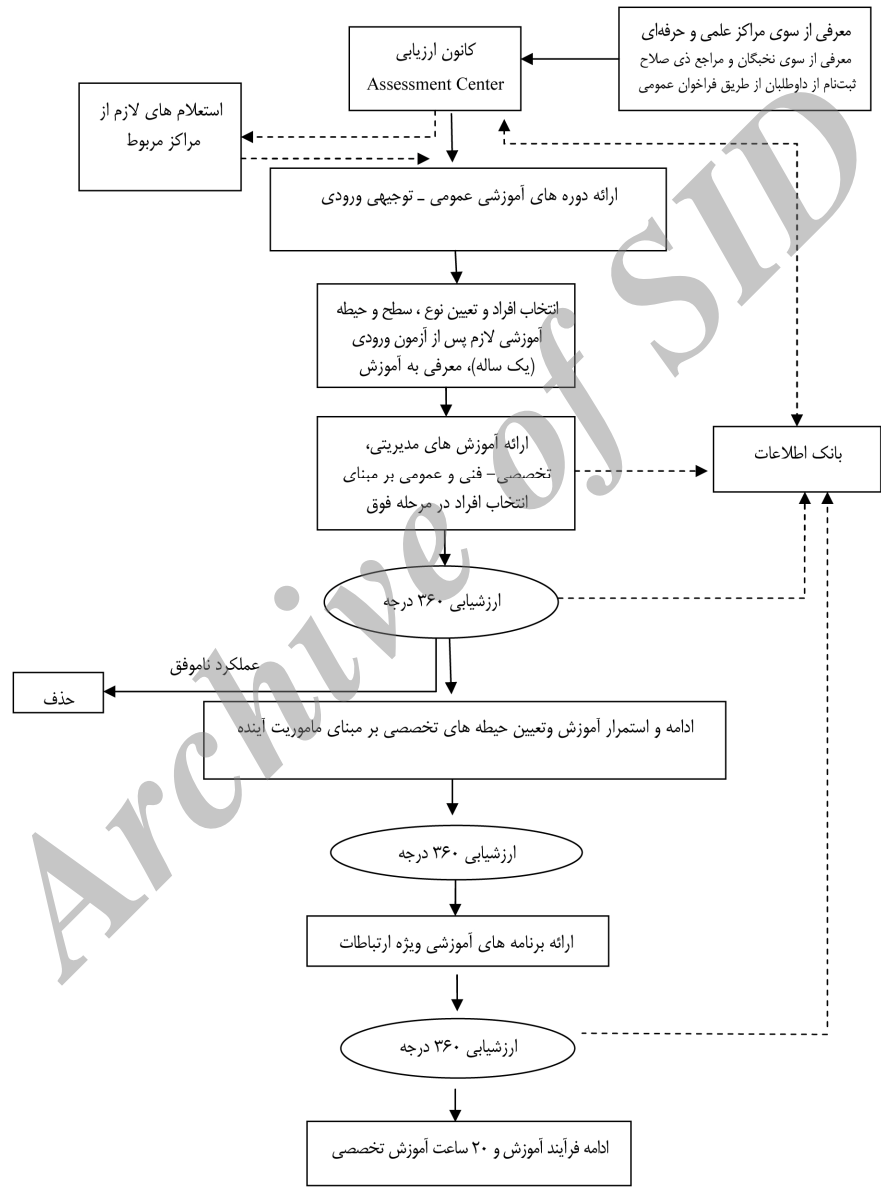 معرفی از سوی مراکز علمی و حرفه‌ای
معرفی از سوی نخبگان و مراجع ذی صلاح
ثبت‌نام از داوطلبان از طریق فراخوان عمومی
کانون ارزیابی
Assessment Center
استعلام های لازم از
مراکز مربوط
ارائه دوره های آموزشی عمومی – توجیهی ورودی
انتخاب افراد و تعیین نوع ، سطح و حیطه
آموزشی لازم پس از آزمون ورودی
(یک ساله)، معرفی به آموزش
ارائه آموزش های مدیریتی،
تخصصی– فنی و عمومی بر مبنای
انتخاب افراد در مرحله فوق
بانک اطلاعات
ارزشیابی ۳۶۰ درجه
عملکرد ناموفق
حذف
ادامه و استمرار آموزش وتعیین حیطه های تخصصی بر مبنای ماموریت آینده
ارزشیابی ۳۶۰ درجه
ارائه برنامه های آموزشی ویژه ارتباطات
ارزشیابی ۳۶۰ درجه
ادامه فرآیند آموزش و ۲۰ ساعت آموزش تخصصی
Archive of SID